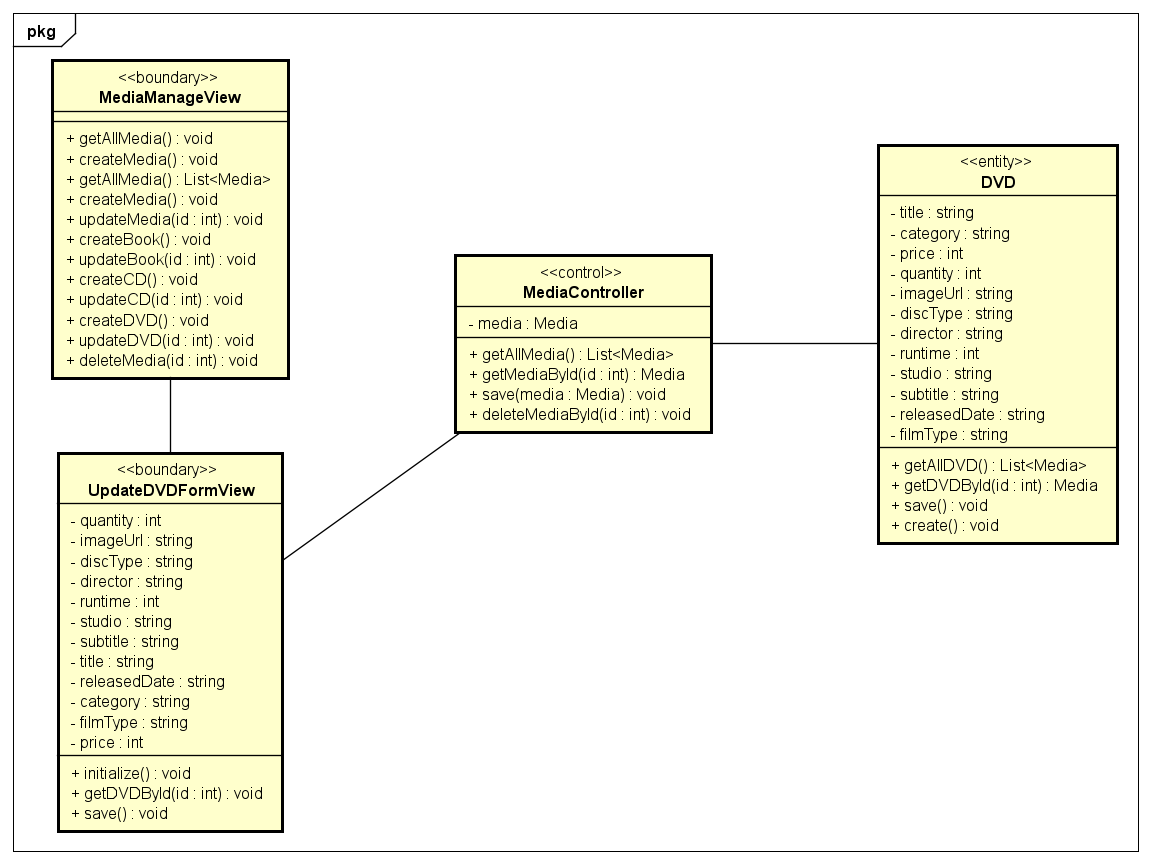 pkg
<<boundary>>
MediaManageView
+ getAllMedia() : void
+ createMedia() : void
+ getAllMedia() : List<Media>
+ createMedia() : void
+ updateMedia(id : int) : void
+ createBook() : void
+ updateBook(id : int) : void
+ createCD() : void
+ updateCD(id : int) : void
+ createDVD() : void
+ updateDVD(id : int) : void
+ deleteMedia(id : int) : void
<<boundary>>
UpdateDVDFormView
- quantity : int
- imageUrl : string
- discType : string
- director : string
- runtime : int
- studio : string
- subtitle : string
- title : string
- releasedDate : string
- category : string
- filmType : string
- price : int
+ initialize() : void
+ getDVDById(id : int) : void
+ save() : void
<<control>>
MediaController
- media : Media
+ getAllMedia() : List<Media>
+ getMediaById(id : int) : Media
+ save(media : Media) : void
+ deleteMediaById(id : int) : void
<<entity>>
DVD
- title : string
- category : string
- price : int
- quantity : int
- imageUrl : string
- discType : string
- director : string
- runtime : int
- studio : string
- subtitle : string
- releasedDate : string
- filmType : string
+ getAllDVD() : List<Media>
+ getDVDById(id : int) : Media
+ save() : void
+ create() : void